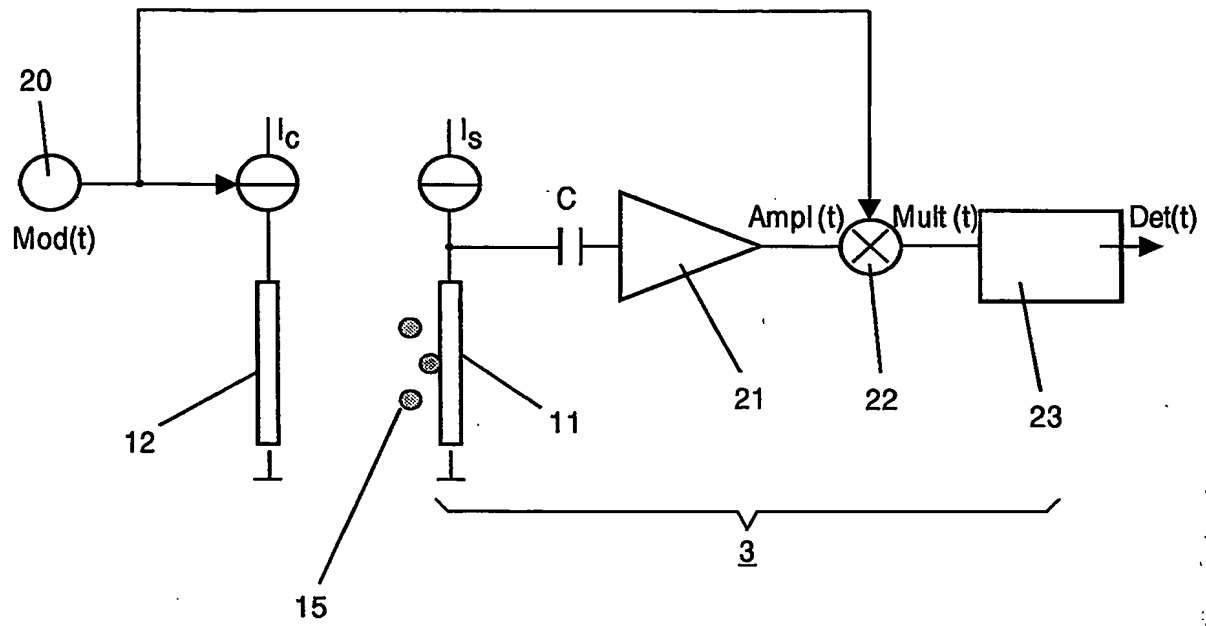 20
I_C
I_S
C
Ampl (t)
Mult (t)
Det(t)
Mod(t)
12
11
21
22
23
15
3